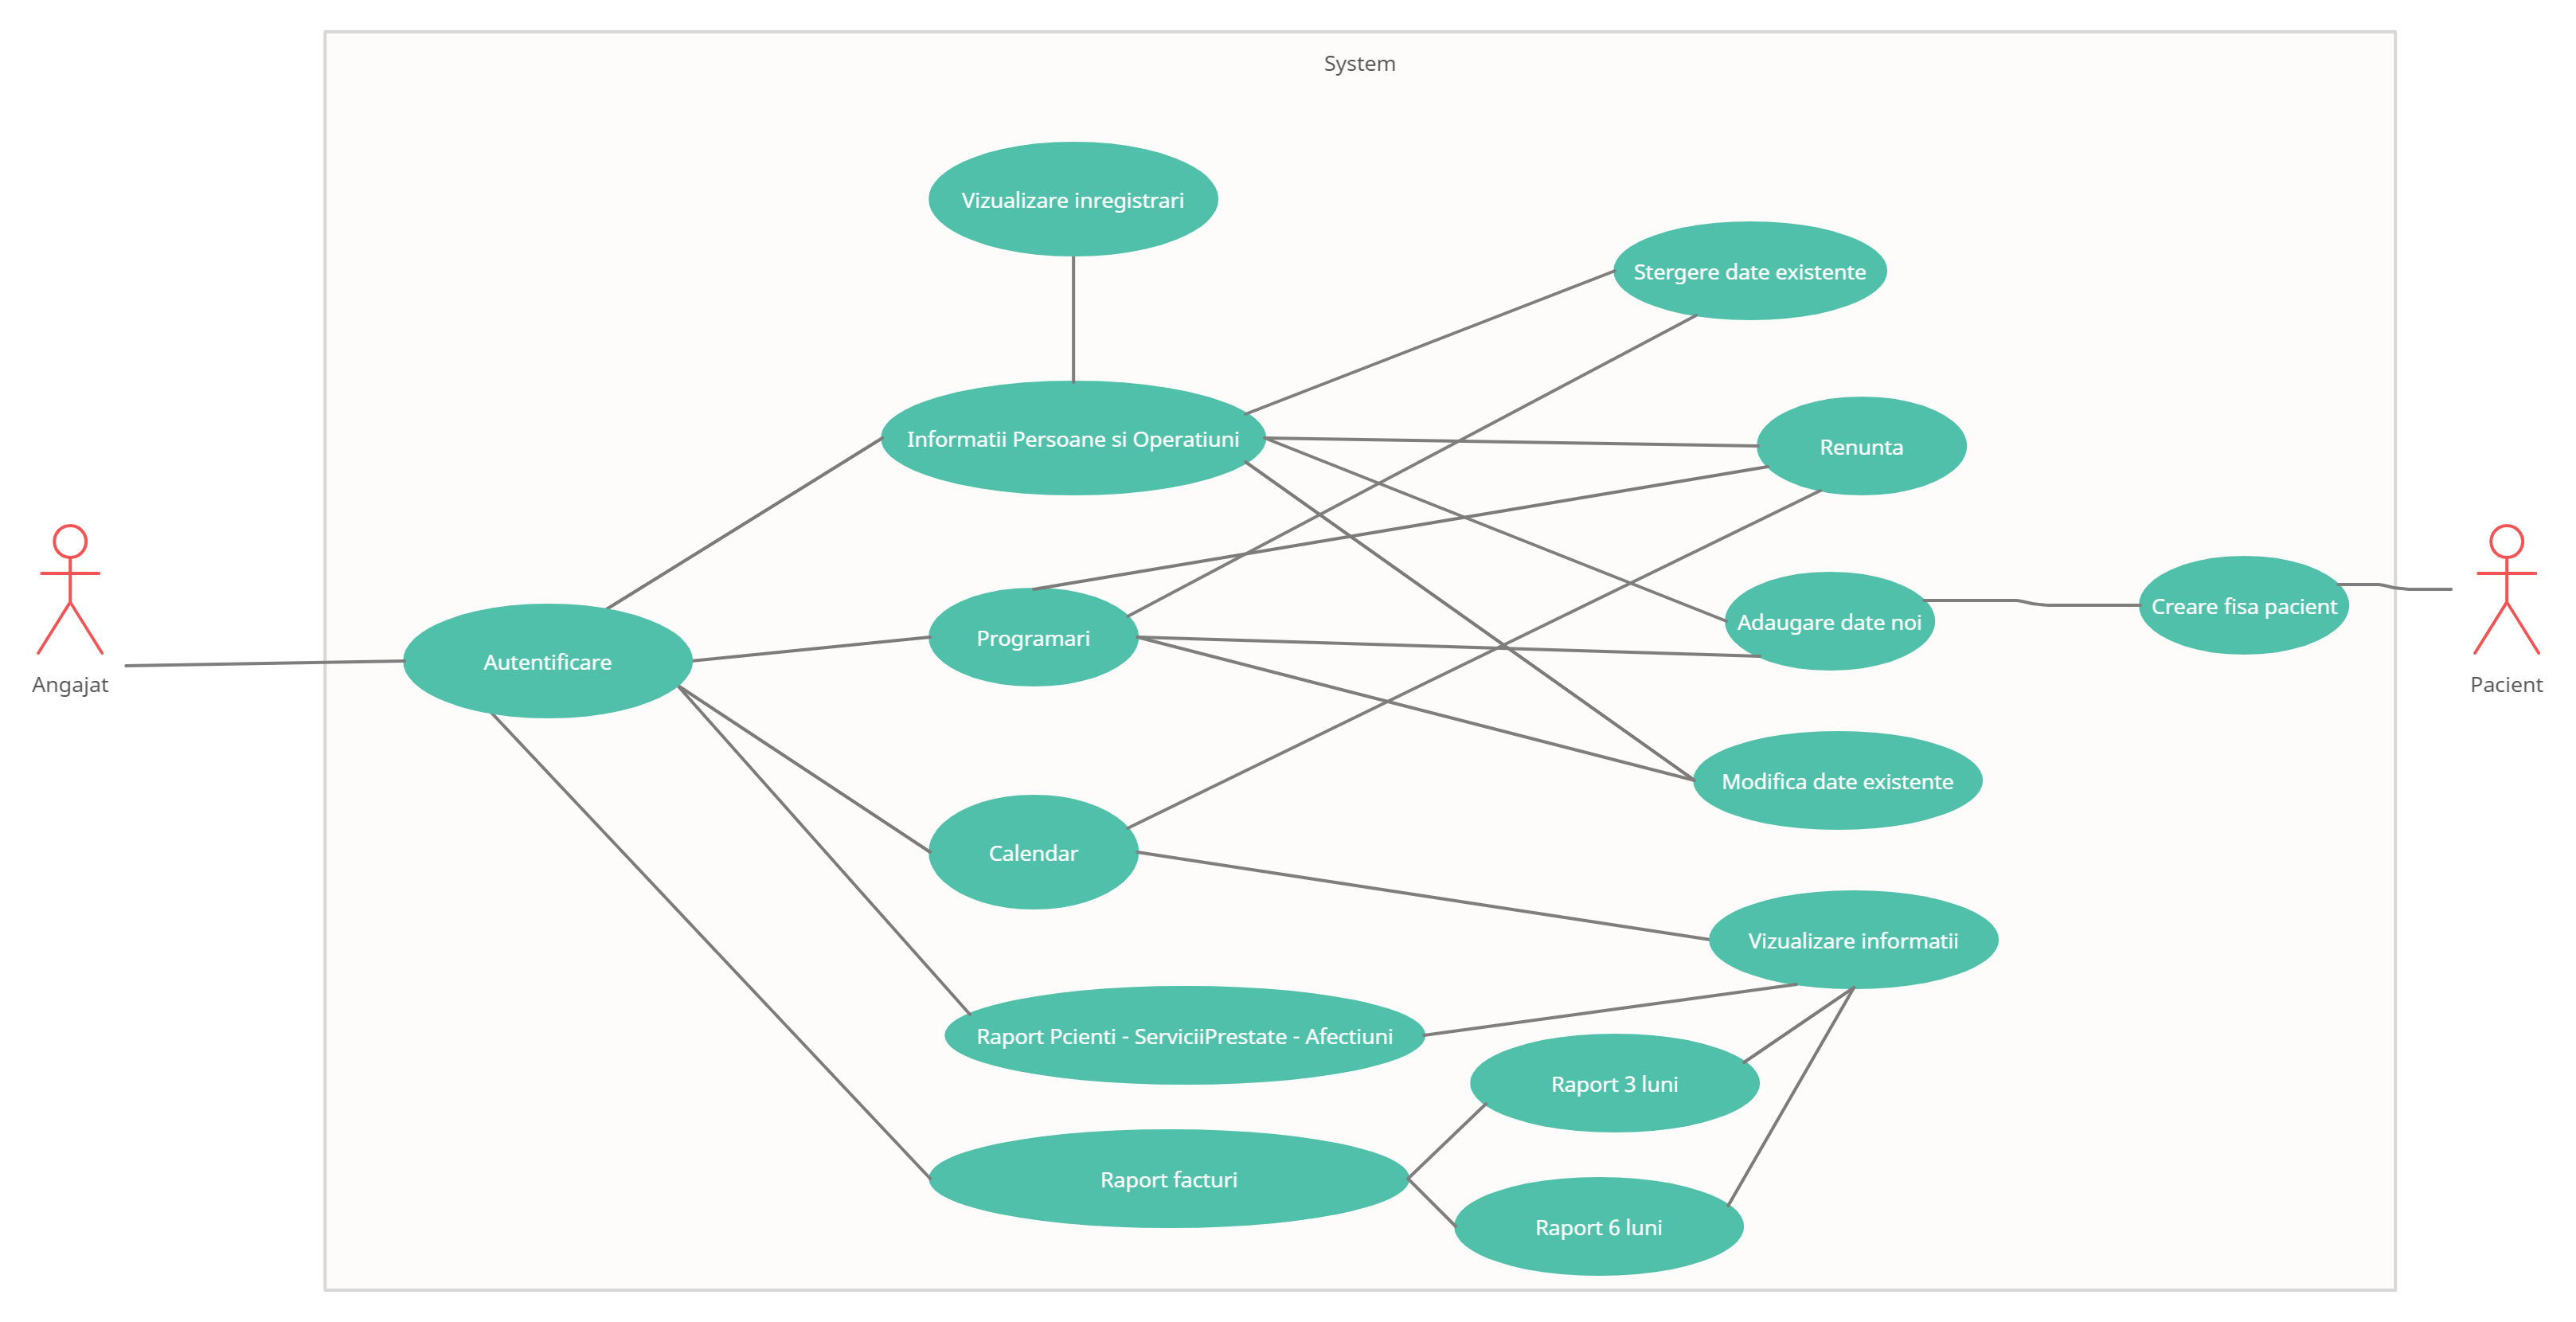 System
Vizualizare inregistrari
Stergere date existente
Informatii Persoane si Operatiuni
Renunta
Angajat
Autentificare
Programari
Adaugare date noi
Creare fisa pacient
Pacient
Modifica date existente
Calendar
Vizualizare informatii
Raport Pcienti - ServiciiPrestate - Afectiuni
Raport 3 luni
Raport facturi
Raport 6 luni